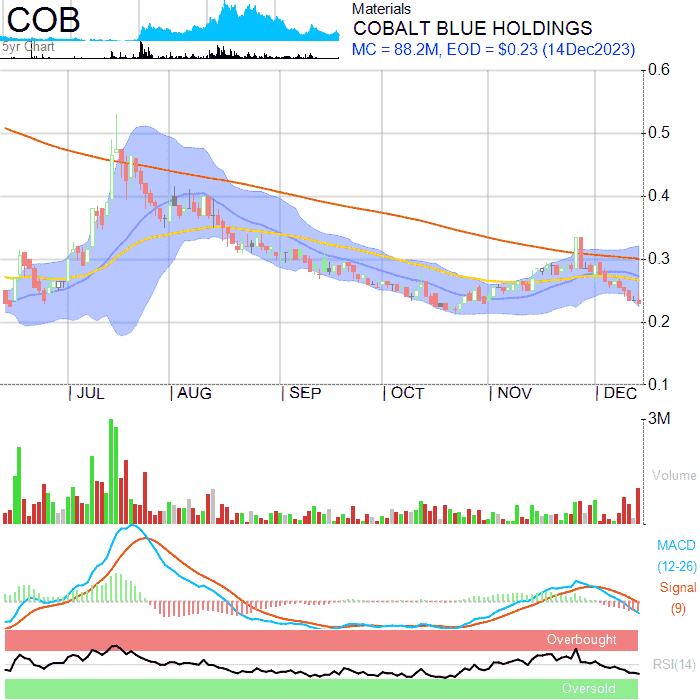 COB
5yr Chart
Materials
COBALT BLUE HOLDINGS
MC = 88.2M, EOD = $0.23 (14Dec2023)
0.6
0.5
0.4
0.3
0.2
0.1
JUL AUG SEP OCT NOV DEC
3M
Volume
MACD
(12-26)
Signal
(9)
Overbought
RSI(14)
Oversold